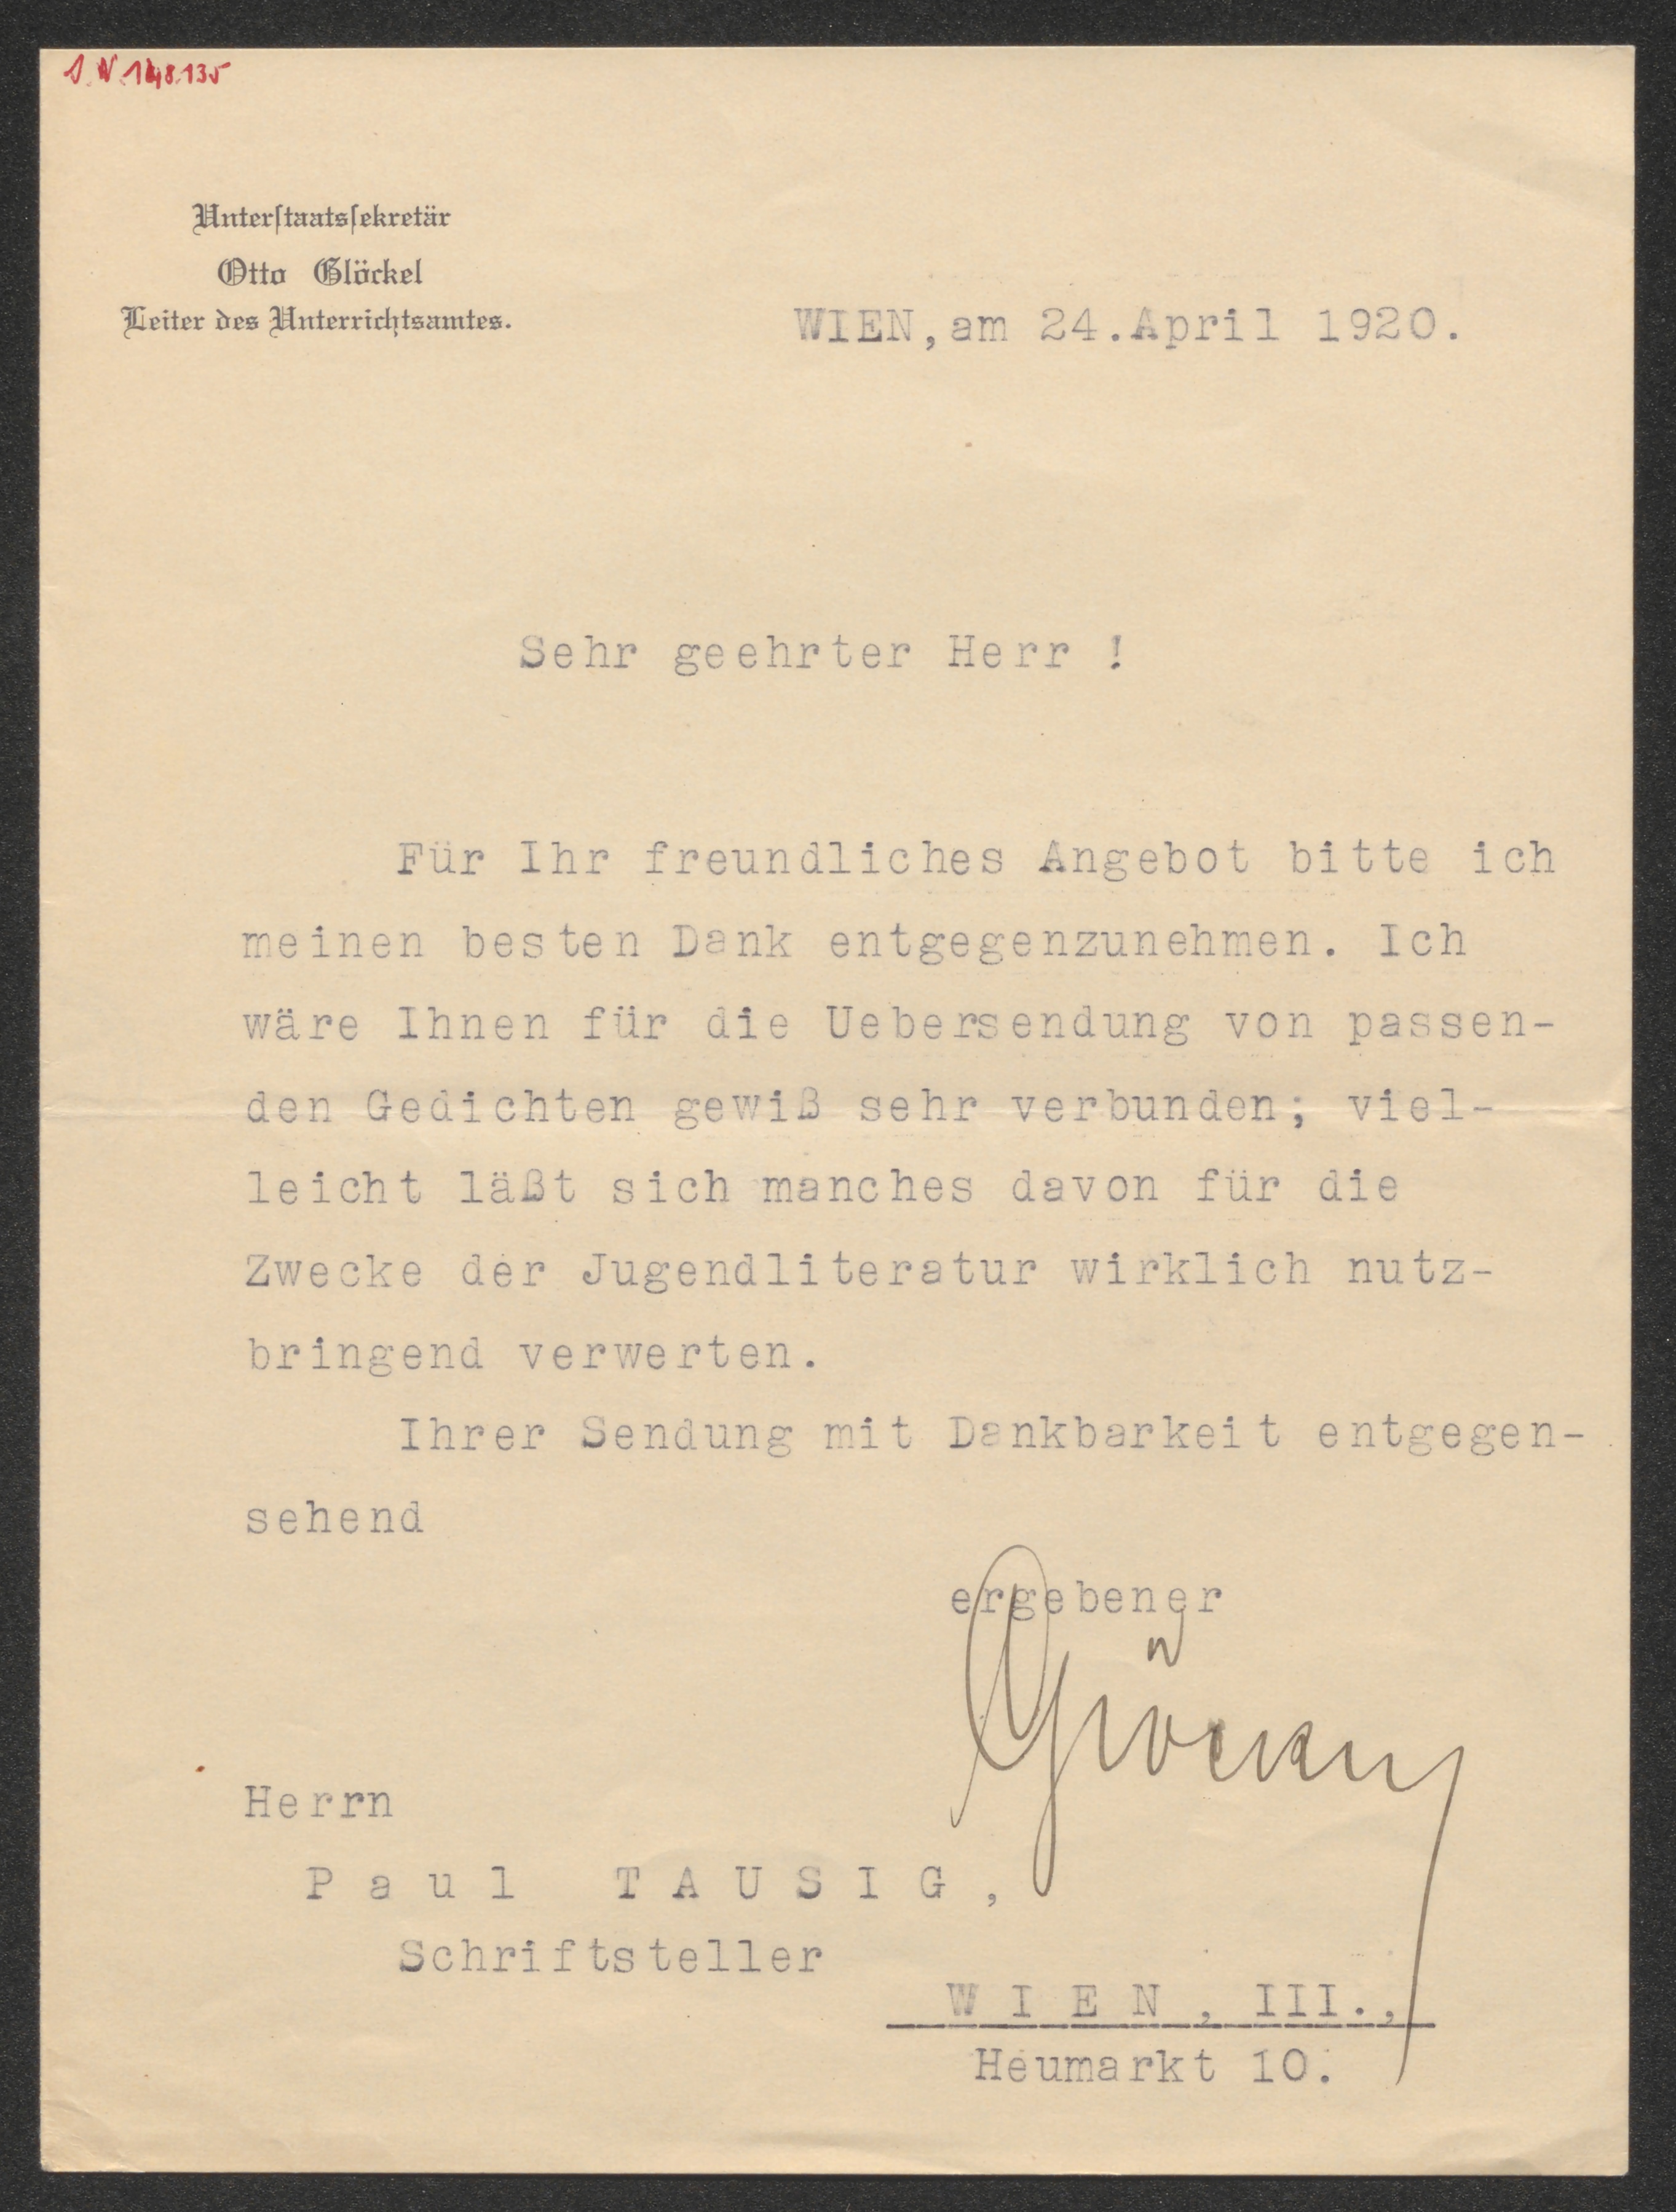 Unterstaatssekretär
Otto Glöckel
Leiter des Unterrichtsamtes.
WIEN,am 24.April 1920.
Sehr geehrter Herr !
Für Ihr freundliches Angebot bitte ich
meinen besten Dank entgegenzunehmen. Ich
wäre Ihnen für die Uebersendung von passen-
den Gedichten gewiß sehr verbunden; viel-
leicht läßt sich manches davon für die
Zwecke der Jugendliteratur wirklich nutz-
bringend verwerten.
Ihrer Sendung mit Dankbarkeit entgegen-
sehend
ergebener
Glöckel
Herrn
Paul TAUSIG,
Schriftsteller
WIEN, III.,
Heumarkt 10.